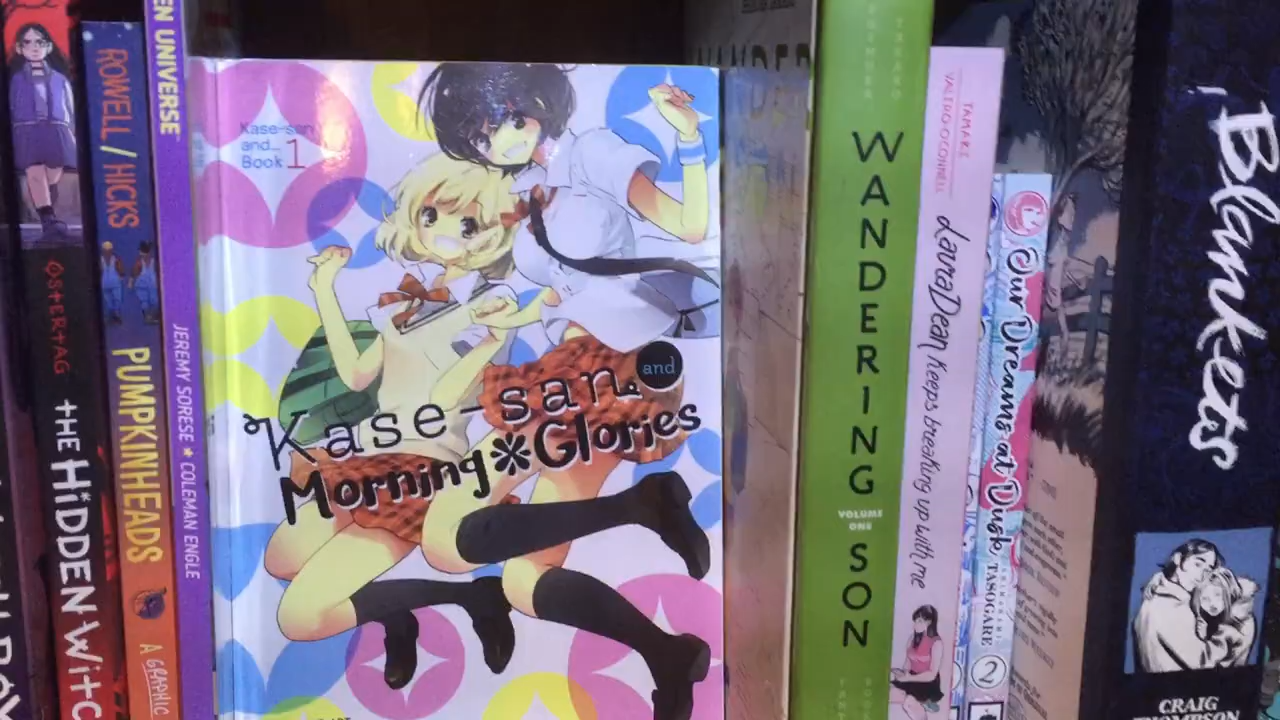 OSTERTAG
THE HIDDEN WITC
ROWELL / HICKS
PUMPKINHEADS
A GRAPHIC
EN UNIVERSE
JEREMY SORESE ★ COLEMAN ENGLE
Kase-san
and...
Book 1
Kase-san and
Morning * Glories
WANDER
WANDERING SON
VOLUME
ONE
TAMAKI
VALERO-O'CONNELL
Laura Dean Keeps breaking up with me
Our Dreams at Dusk
SHIMANAMI
TASOGARE
2
Blankets
CRAIG